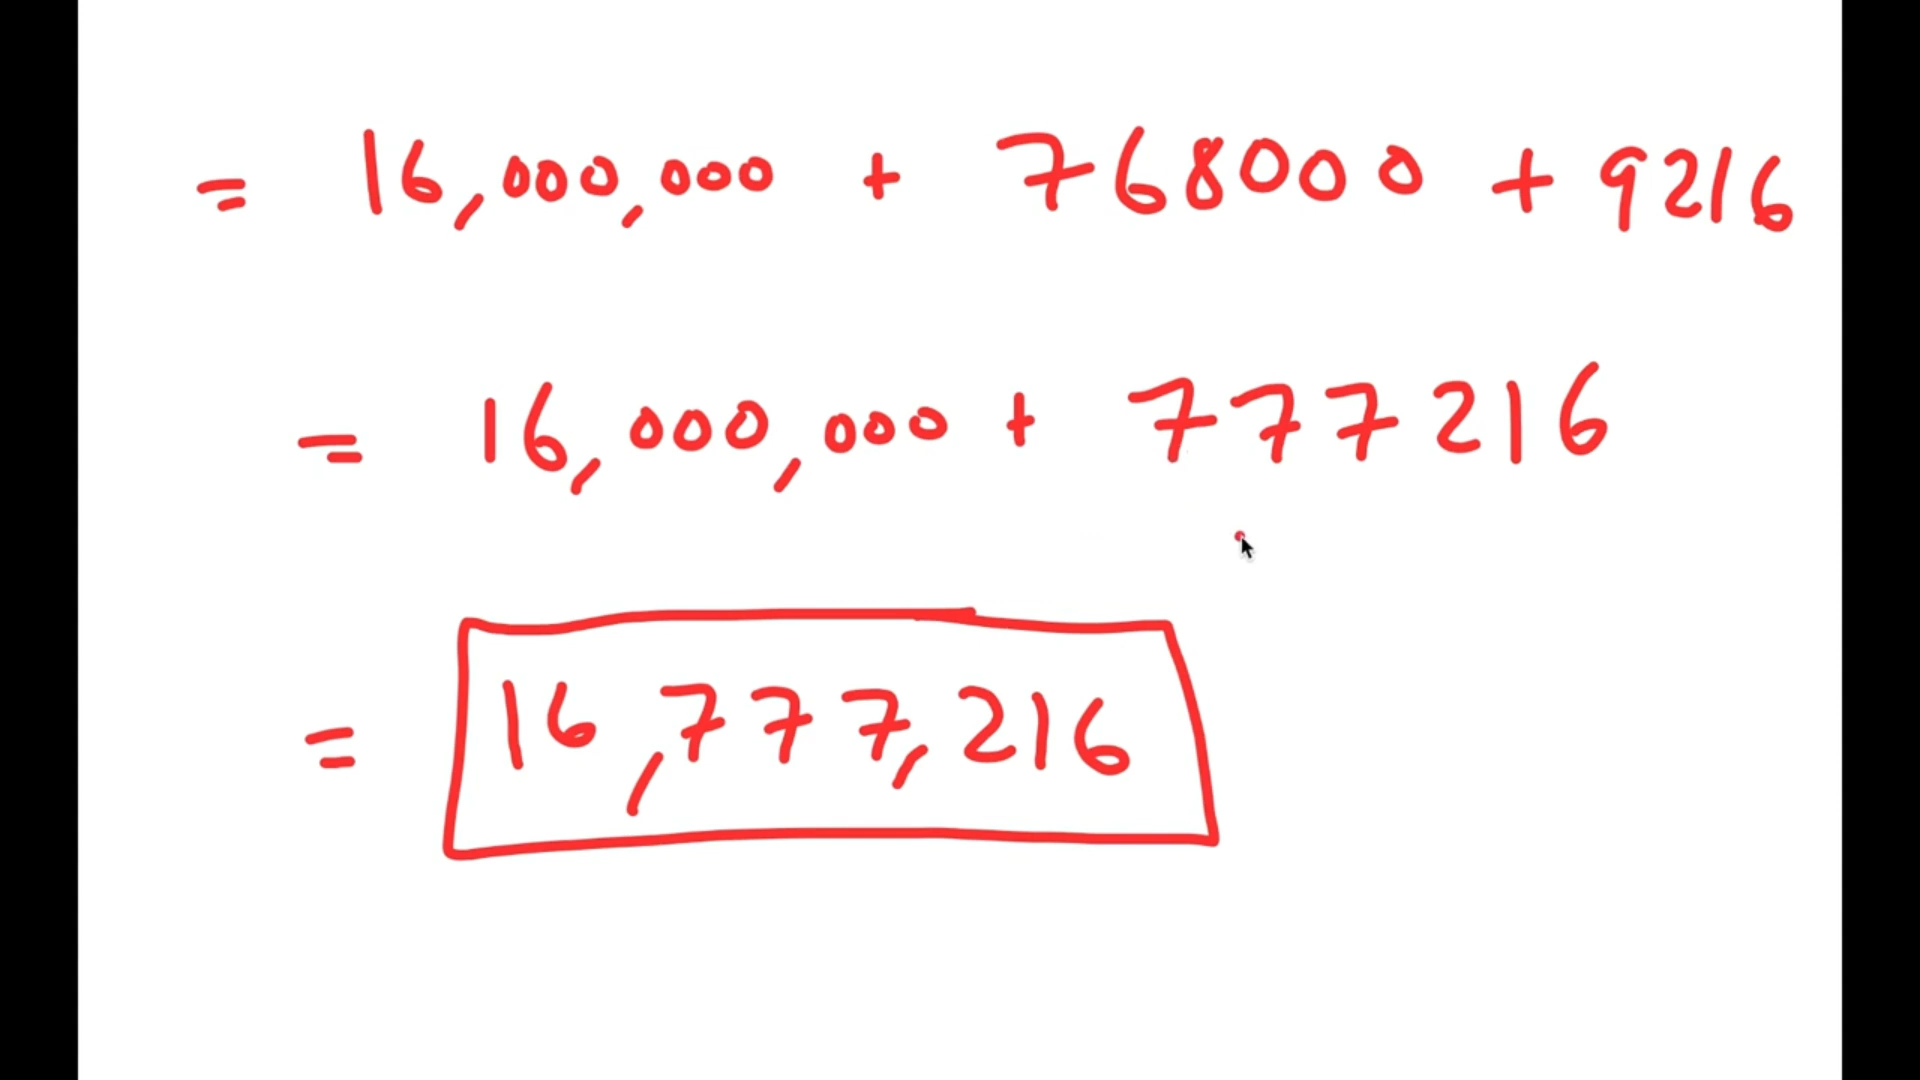 = 16,000,000 + 768000 + 9216
= 16,000,000 + 777216
= 16,777,216